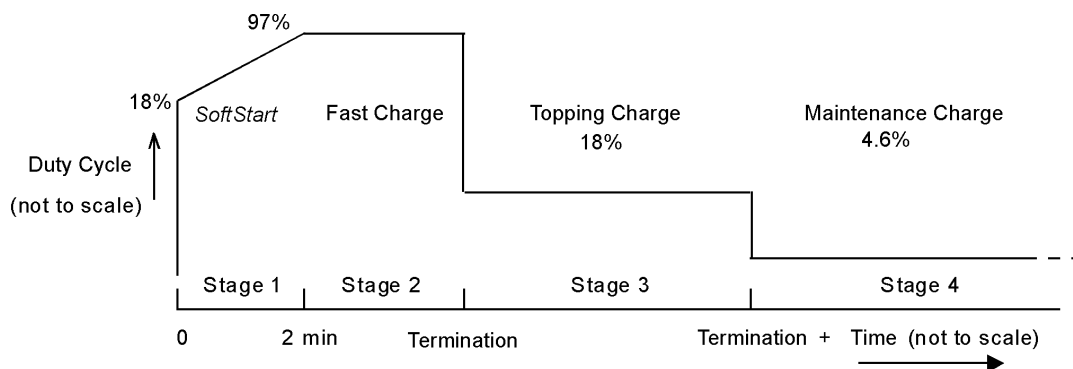 97%
18%
SoftStart
Fast Charge
Topping Charge
18%
Maintenance Charge
4.6%
Duty Cycle
(not to scale)
Stage 1
Stage 2
Stage 3
Stage 4
0
2 min
Termination
Termination +
Time (not to scale)